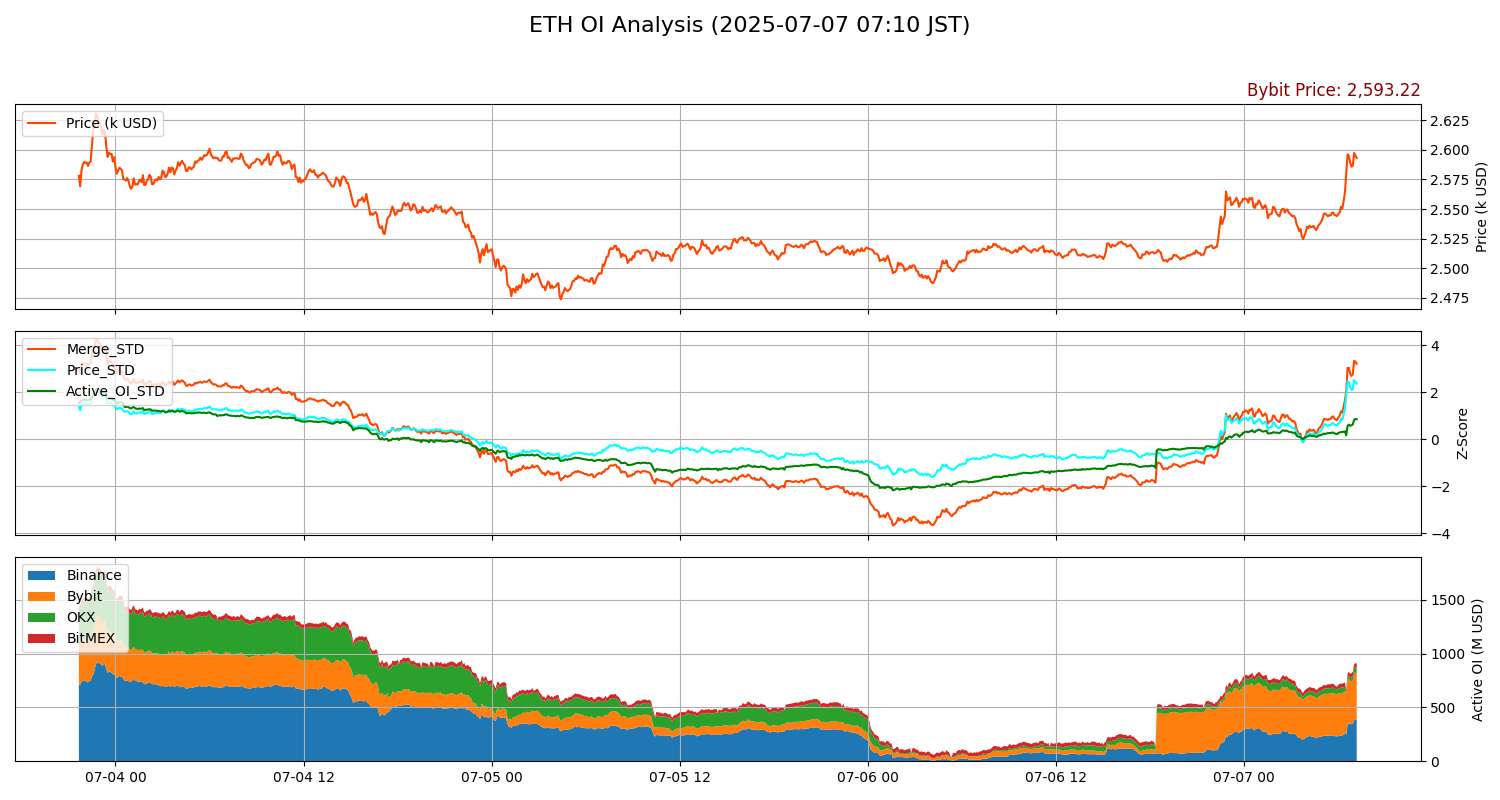 ETH OI Analysis (2025-07-07 07:10 JST)
Bybit Price: 2,593.22
Price (k USD)
2.625
2.600
2.575
2.550
2.525
2.500
2.475
Price (k USD)
Merge_STD
Price_STD
Active_OI_STD
4
2
0
−2
−4
Z-Score
Binance
Bybit
OKX
BitMEX
1500
1000
500
0
Active OI (M USD)
07-04 00
07-04 12
07-05 00
07-05 12
07-06 00
07-06 12
07-07 00